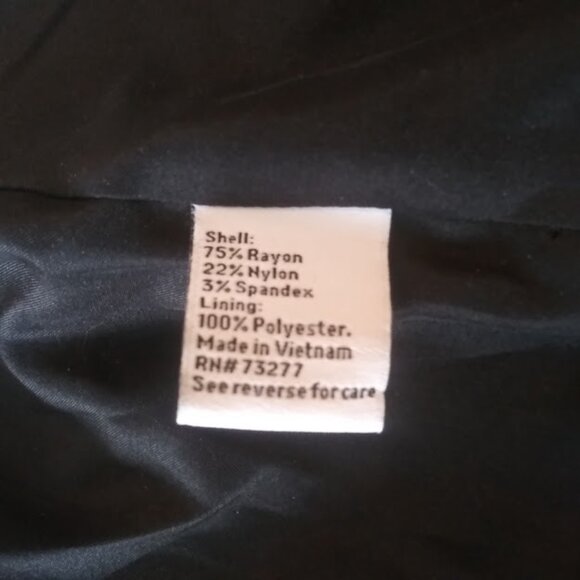 Shell:
75% Rayon
22% Nylon
3% Spandex
Lining:
100% Polyester.
Made in Vietnam
RN# 73277
See reverse for care